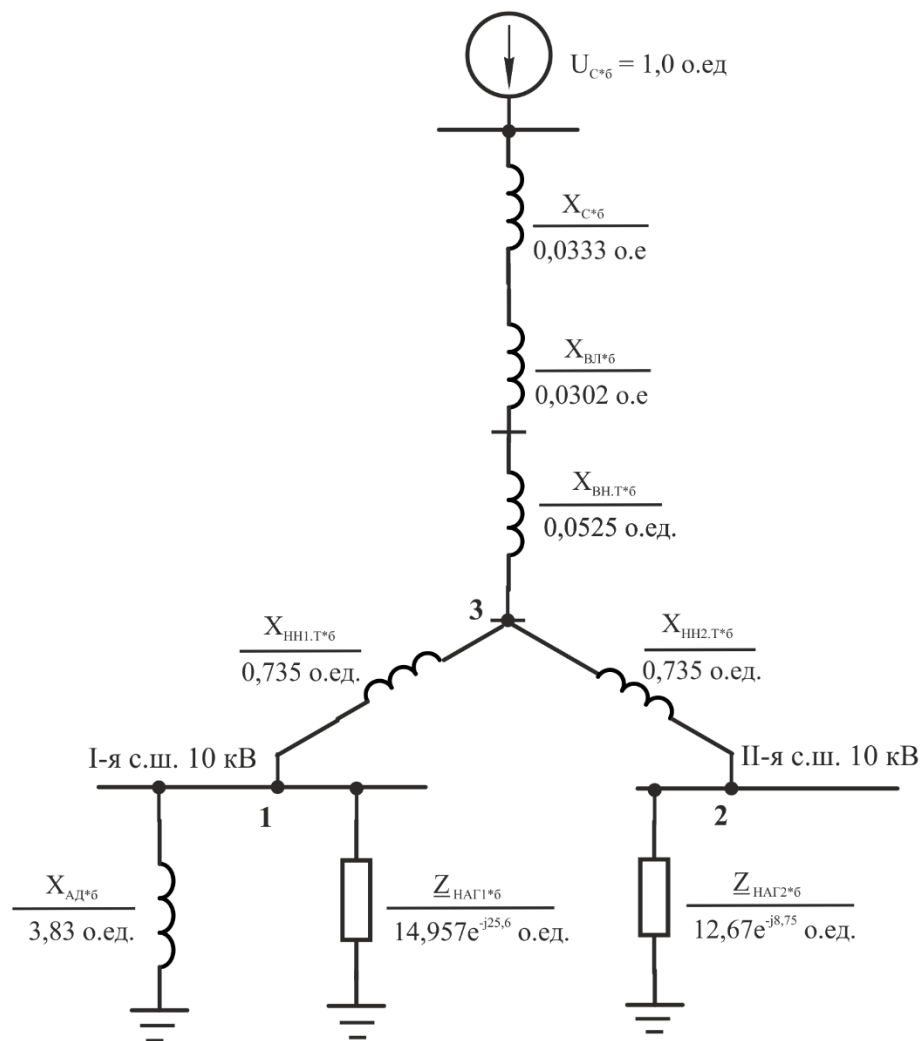 U_C*б = 1,0 о.ед
X_C*б
0,0333 о.е
X_ВЛ*б
0,0302 о.е
X_ВН.Т*б
0,0525 о.ед.
3
X_НН1.Т*б
0,735 о.ед.
X_НН2.Т*б
0,735 о.ед.
I-я с.ш. 10 кВ
II-я с.ш. 10 кВ
1
2
X_АД*б
3,83 о.ед.
Z_НАГ1*б
14,957e^-j25,6 о.ед.
Z_НАГ2*б
12,67e^-j8,75 о.ед.